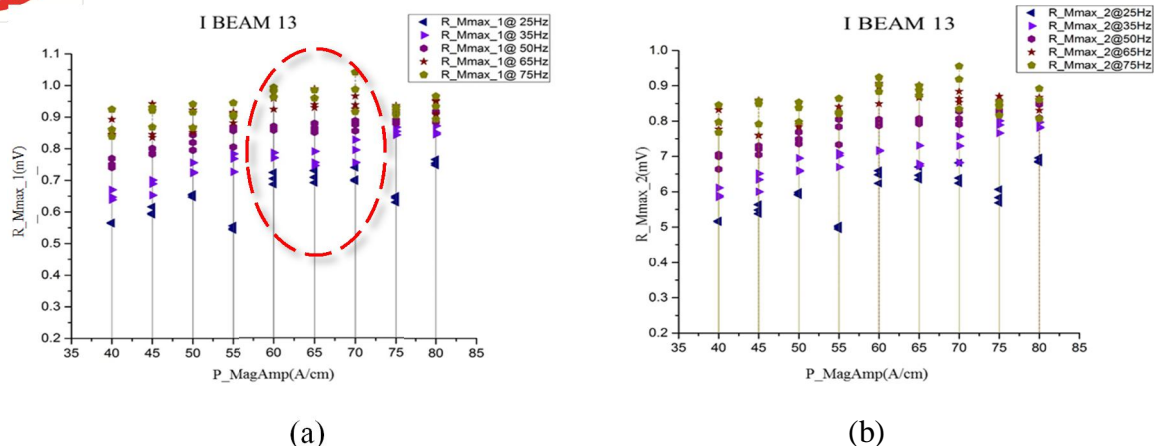 I BEAM 13
R_Mmax_1@ 25Hz
R_Mmax_1@ 35Hz
R_Mmax_1@ 50Hz
R_Mmax_1@ 65Hz
R_Mmax_1@ 75Hz
R_Mmax_1(mV)
1.1
1.0
0.9
0.8
0.7
0.6
0.5
0.4
0.3
0.2
35 40 45 50 55 60 65 70 75 80 85
P_MagAmp(A/cm)
(a)
I BEAM 13
R_Mmax_2@25Hz
R_Mmax_2@35Hz
R_Mmax_2@50Hz
R_Mmax_2@65Hz
R_Mmax_2@75Hz
R_Mmax_2(mV)
1.0
0.9
0.8
0.7
0.6
5
0.4
0.3
0.2
35 40 45 50 55 60 65 70 75 80 85
P_MagAmp(A/cm)
(b)